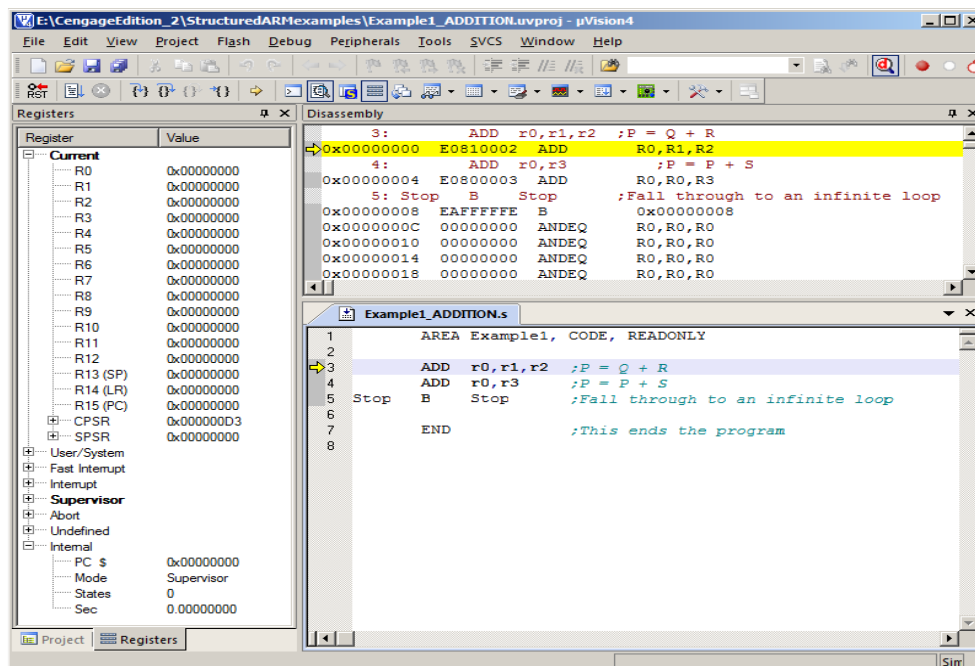 E:\CengageEdition_2\StructuredARMexamples\Example1_ADDITION.uvproj - µVision4
File Edit View Project Flash Debug Peripherals Tools SVCS Window Help
RST
Registers
Register Value
Current
R0 0x00000000
R1 0x00000000
R2 0x00000000
R3 0x00000000
R4 0x00000000
R5 0x00000000
R6 0x00000000
R7 0x00000000
R8 0x00000000
R9 0x00000000
R10 0x00000000
R11 0x00000000
R12 0x00000000
R13 (SP) 0x00000000
R14 (LR) 0x00000000
R15 (PC) 0x00000000
CPSR 0x000000D3
SPSR 0x00000000
User/System
Fast Interrupt
Interrupt
Supervisor
Abort
Undefined
Internal
PC $ 0x00000000
Mode Supervisor
States 0
Sec 0.00000000
Project Registers
Disassembly
3: ADD r0,r1,r2 ;P = Q + R
0x00000000 E0810002 ADD R0,R1,R2
4: ADD r0,r3 ;P = P + S
0x00000004 E0800003 ADD R0,R0,R3
5: Stop B Stop ;Fall through to an infinite loop
0x00000008 EAFFFFFE B 0x00000008
0x0000000C 00000000 ANDEQ R0,R0,R0
0x00000010 00000000 ANDEQ R0,R0,R0
0x00000014 00000000 ANDEQ R0,R0,R0
0x00000018 00000000 ANDEQ R0,R0,R0
Example1_ADDITION.s
1 AREA Example1, CODE, READONLY
2
3 ADD r0,r1,r2 ;P = Q + R
4 ADD r0,r3 ;P = P + S
5 Stop B Stop ;Fall through to an infinite loop
6
7 END ;This ends the program
8
Sim